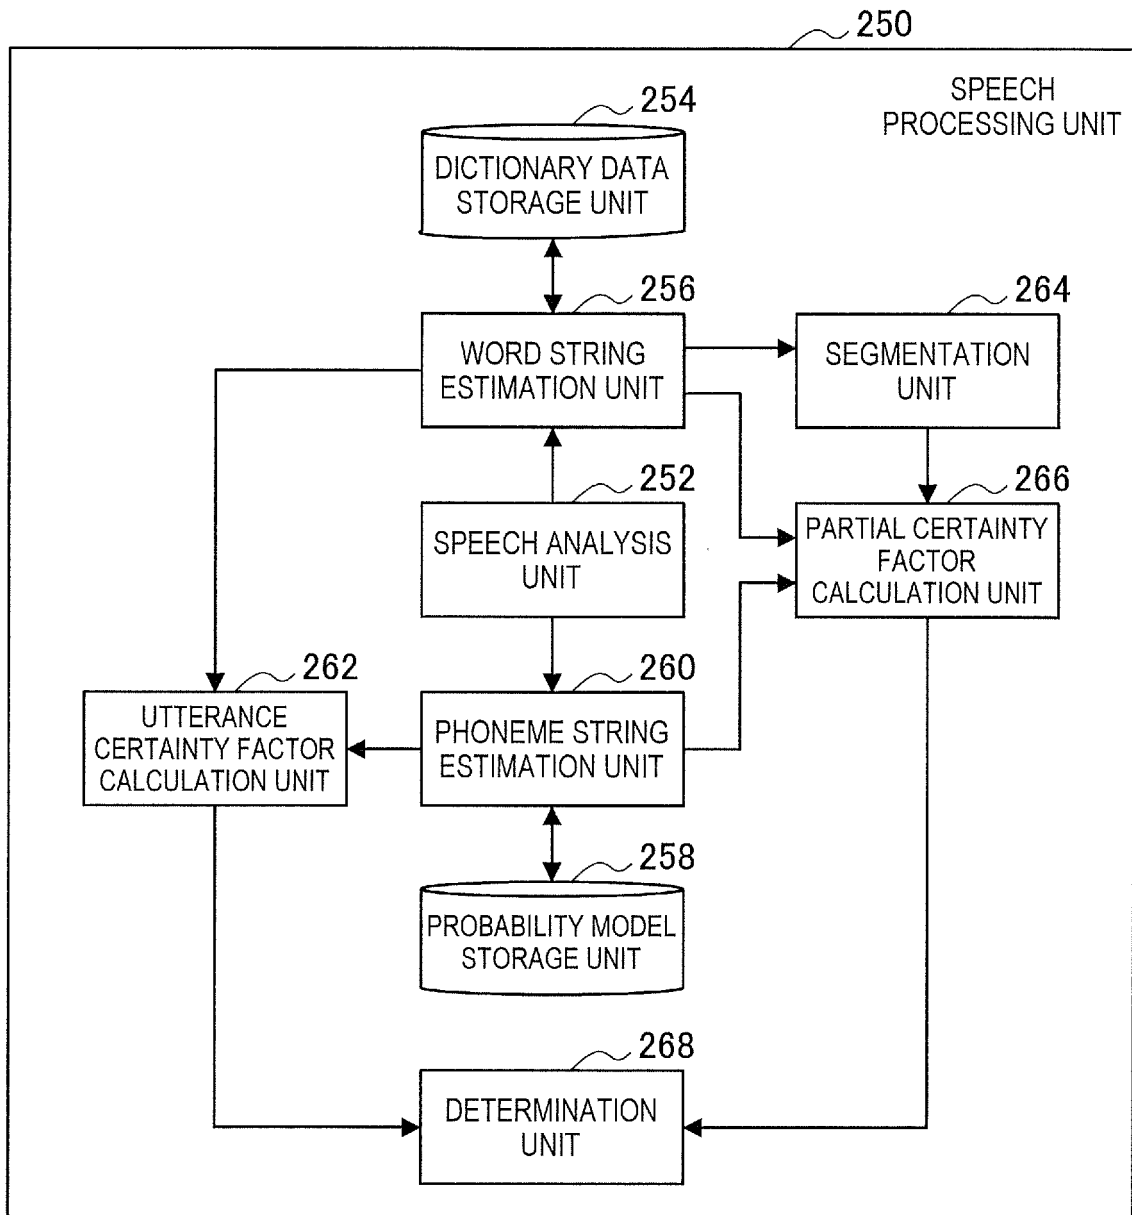 250
SPEECH
PROCESSING UNIT
254
DICTIONARY DATA
STORAGE UNIT
256
WORD STRING
ESTIMATION UNIT
264
SEGMENTATION
UNIT
252
SPEECH ANALYSIS
UNIT
266
PARTIAL CERTAINTY
FACTOR
CALCULATION UNIT
262
UTTERANCE
CERTAINTY FACTOR
CALCULATION UNIT
260
PHONEME STRING
ESTIMATION UNIT
258
PROBABILITY MODEL
STORAGE UNIT
268
DETERMINATION
UNIT